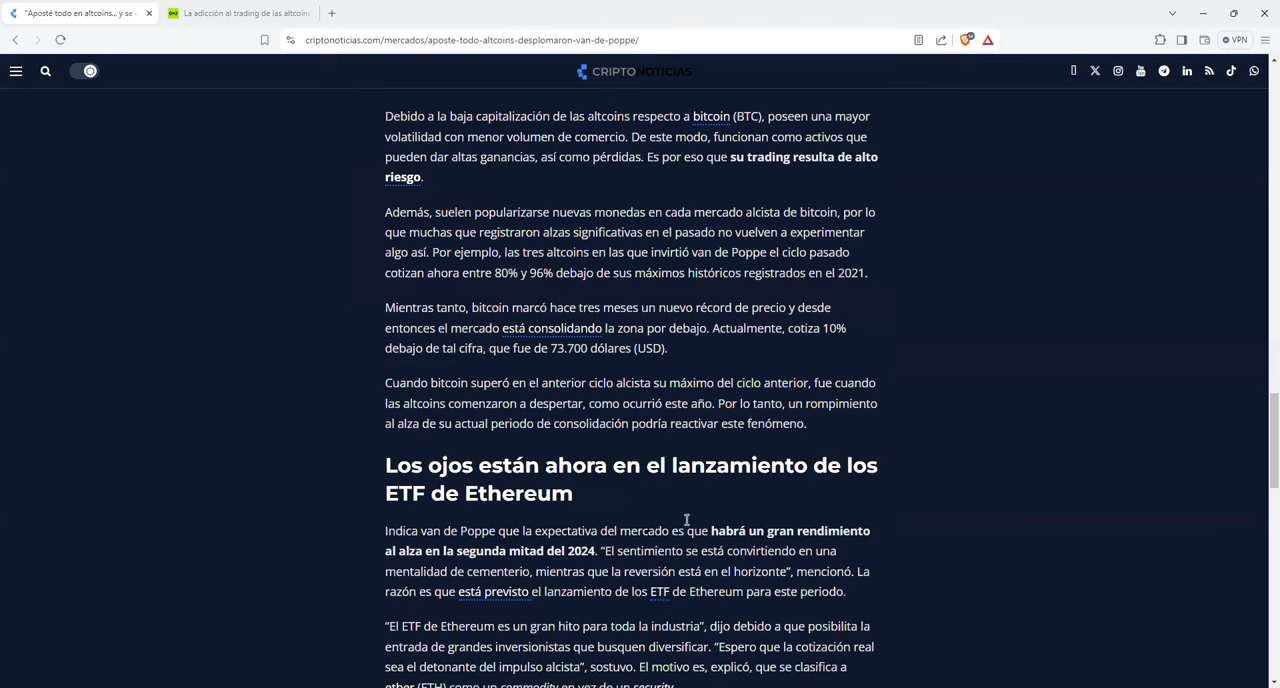 "Aposté todo en altcoins... y se
La adicción al trading de las altcoins
criptonoticias.com/mercados/aposte-todo-altcoins-desplomaron-van-de-poppe/
VPN
CRIPTONOTICIAS
Debido a la baja capitalización de las altcoins respecto a bitcoin (BTC), poseen una mayor
volatilidad con menor volumen de comercio. De este modo, funcionan como activos que
pueden dar altas ganancias, así como pérdidas. Es por eso que su trading resulta de alto
riesgo.
Además, suelen popularizarse nuevas monedas en cada mercado alcista de bitcoin, por lo
que muchas que registraron alzas significativas en el pasado no vuelven a experimentar
algo así. Por ejemplo, las tres altcoins en las que invirtió van de Poppe el ciclo pasado
cotizan ahora entre 80% y 96% debajo de sus máximos históricos registrados en el 2021.
Mientras tanto, bitcoin marcó hace tres meses un nuevo récord de precio y desde
entonces el mercado está consolidando la zona por debajo. Actualmente, cotiza 10%
debajo de tal cifra, que fue de 73.700 dólares (USD).
Cuando bitcoin superó en el anterior ciclo alcista su máximo del ciclo anterior, fue cuando
las altcoins comenzaron a despertar, como ocurrió este año. Por lo tanto, un rompimiento
al alza de su actual periodo de consolidación podría reactivar este fenómeno.
Los ojos están ahora en el lanzamiento de los
ETF de Ethereum
Indica van de Poppe que la expectativa del mercado es que habrá un gran rendimiento
al alza en la segunda mitad del 2024. “El sentimiento se está convirtiendo en una
mentalidad de cementerio, mientras que la reversión está en el horizonte”, mencionó. La
razón es que está previsto el lanzamiento de los ETF de Ethereum para este periodo.
“El ETF de Ethereum es un gran hito para toda la industria”, dijo debido a que posibilita la
entrada de grandes inversionistas que busquen diversificar. “Espero que la cotización real
sea el detonante del impulso alcista”, sostuvo. El motivo es, explicó, que se clasifica a
ether (ETH) como un commodity en vez de un security.